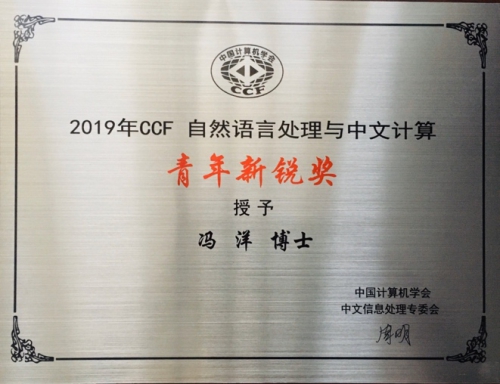 中国计算机学会
CCF
2019年CCF 自然语言处理与中文计算
青年新锐奖
授予
冯洋 博士
中国计算机学会
中文信息处理专委会
周明